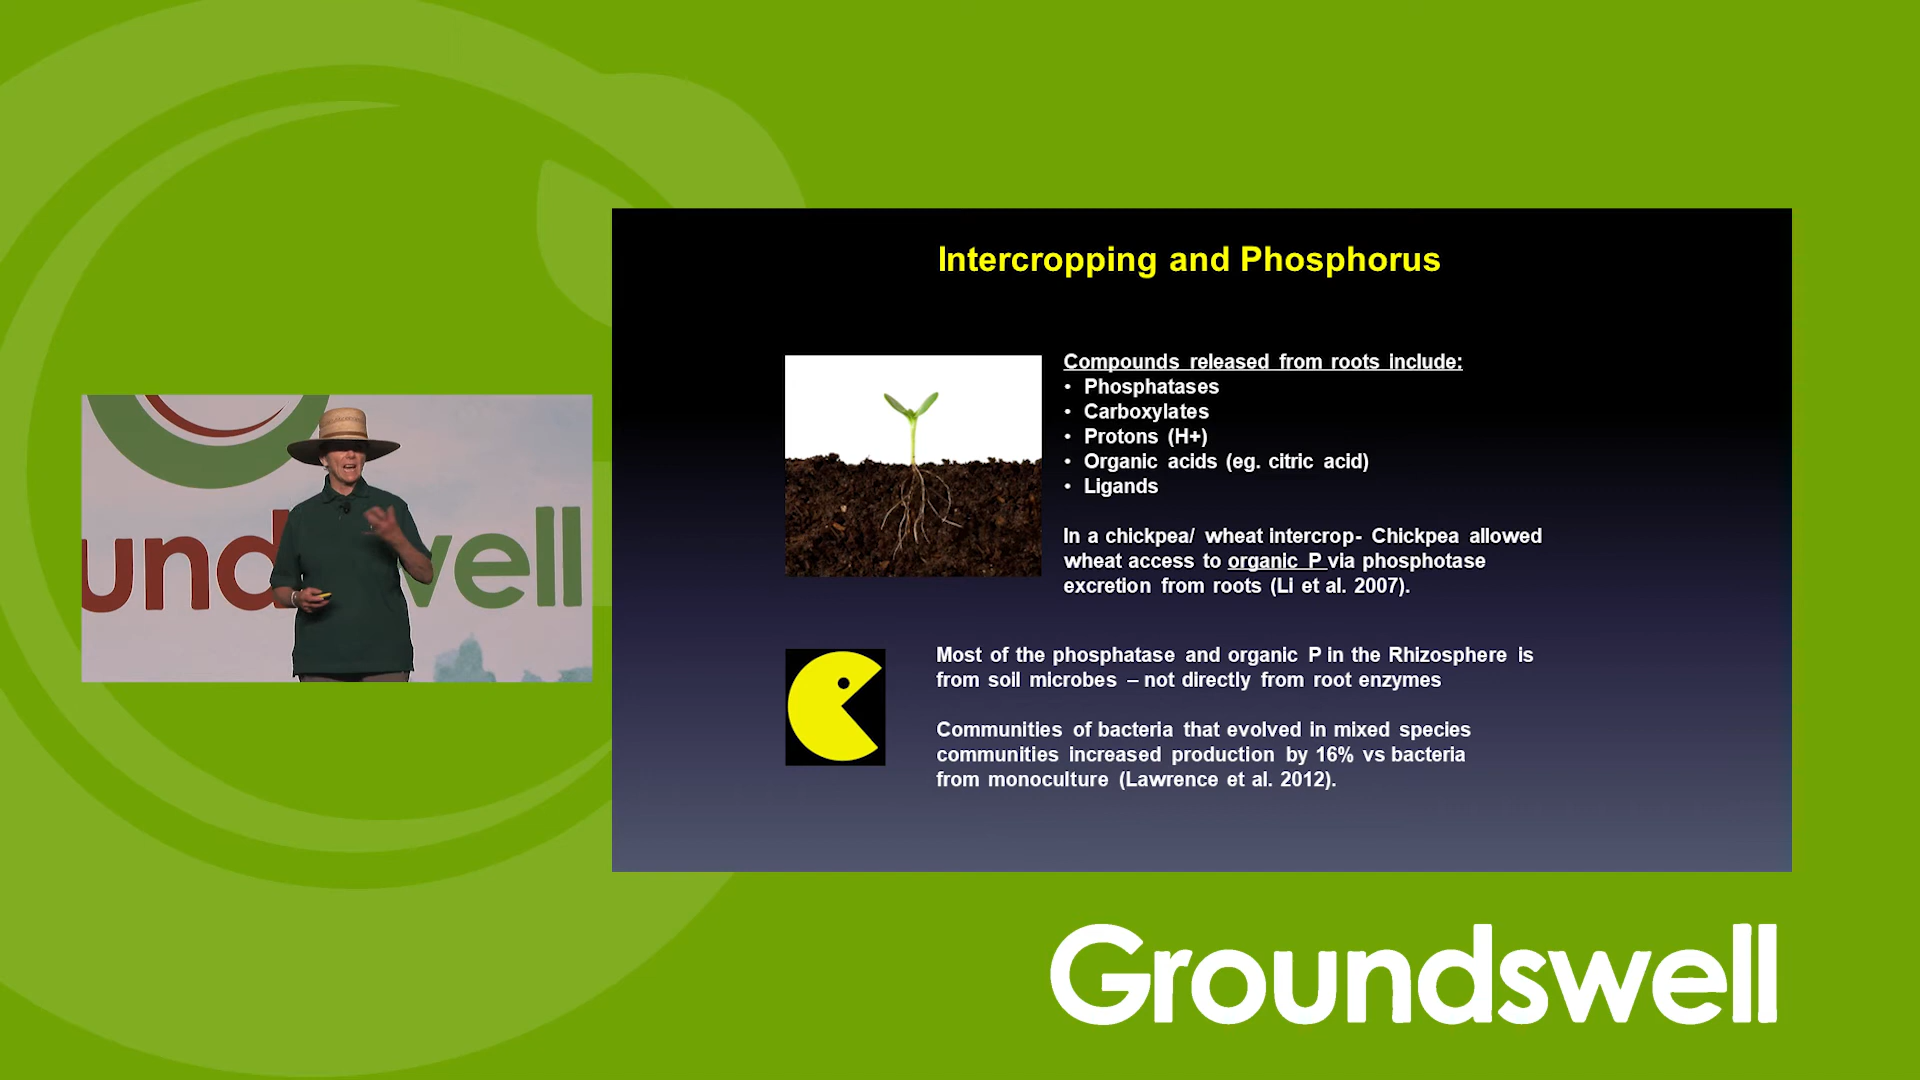 und well
Intercropping and Phosphorus
Compounds released from roots include:
• Phosphatases
• Carboxylates
• Protons (H+)
• Organic acids (eg. citric acid)
• Ligands
In a chickpea/ wheat intercrop- Chickpea allowed
wheat access to organic P via phosphotase
excretion from roots (Li et al. 2007).
Most of the phosphatase and organic P in the Rhizosphere is
from soil microbes – not directly from root enzymes
Communities of bacteria that evolved in mixed species
communities increased production by 16% vs bacteria
from monoculture (Lawrence et al. 2012).
Groundswell